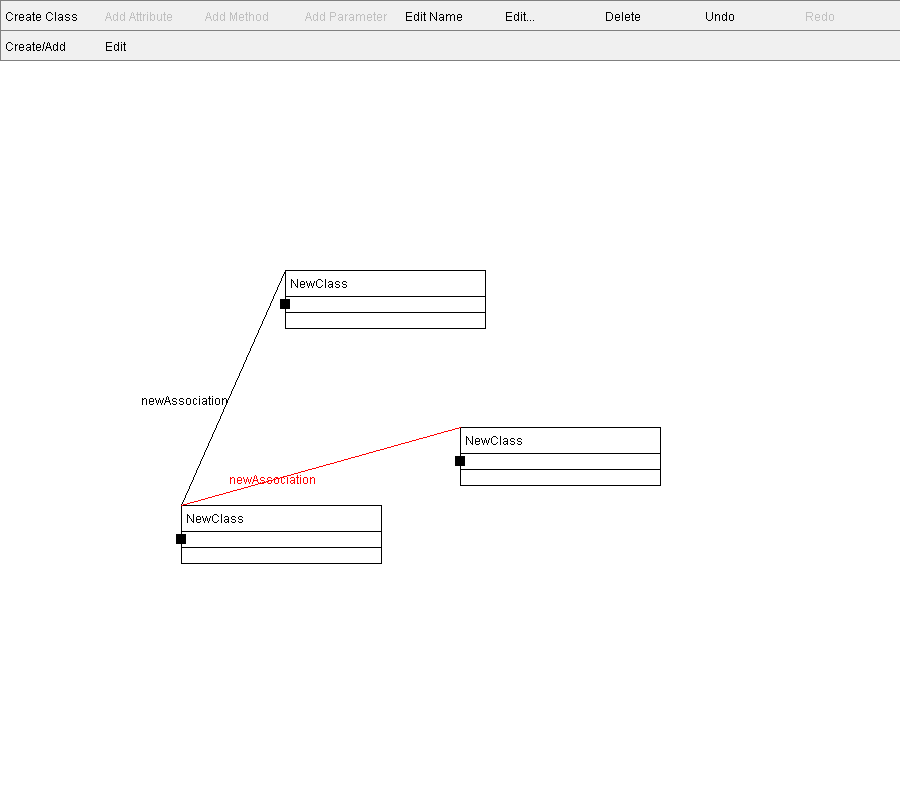 Create Class Add Attribute Add Method Add Parameter Edit Name Edit... Delete Undo Redo
Create/Add Edit
NewClass
newAssociation
NewClass
newAssociation
NewClass